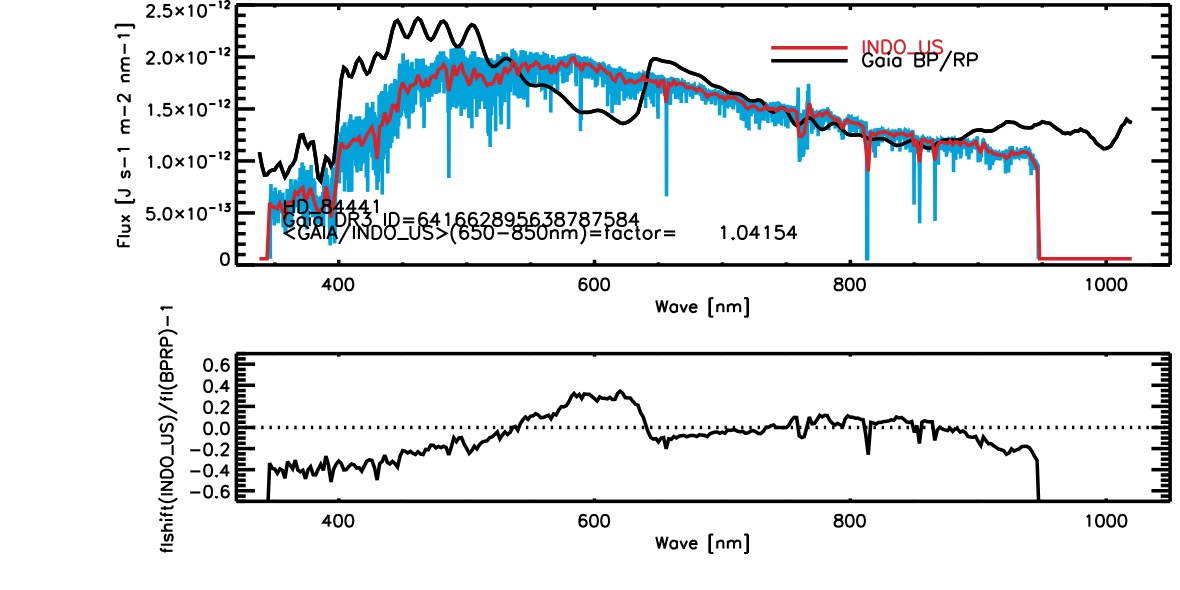 2.5×10⁻¹²
2.0×10⁻¹²
1.5×10⁻¹²
1.0×10⁻¹²
5.0×10⁻¹³
0
Flux [J s-1 m-2 nm-1]
INDO_US
Gaia BP/RP
HD_84441
Gaia DR3 ID=641662895638787584
<GAIA/INDO_US>(650-850nm)=factor= 1.04154
400 600 800 1000
Wave [nm]
0.6
0.4
0.2
0.0
-0.2
-0.4
-0.6
flshift(INDO_US)/fl(BPRP)-1
400 600 800 1000
Wave [nm]